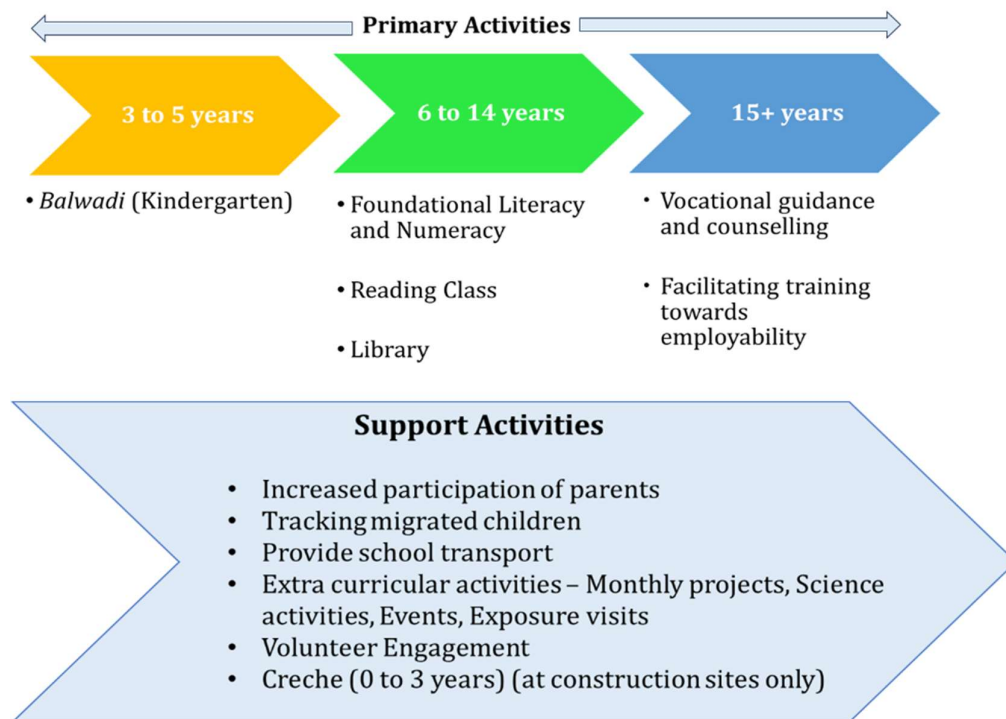 Primary Activities
3 to 5 years
6 to 14 years
15+ years
• Balwadi (Kindergarten)
• Foundational Literacy
and Numeracy
• Reading Class
• Library
• Vocational guidance
and counselling
• Facilitating training
towards
employability
Support Activities
• Increased participation of parents
• Tracking migrated children
• Provide school transport
• Extra curricular activities – Monthly projects, Science
activities, Events, Exposure visits
• Volunteer Engagement
• Creche (0 to 3 years) (at construction sites only)